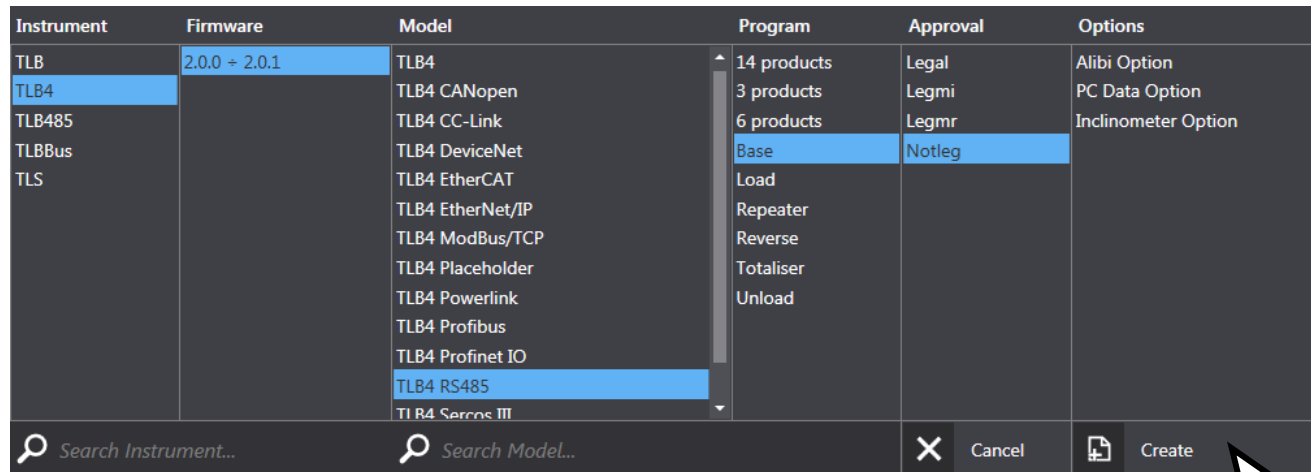 Instrument Firmware Model Program Approval Options
TLB 2.0.0 ÷ 2.0.1 TLB4 14 products Legal Alibi Option
TLB4 TLB4 CANopen 3 products Legmi PC Data Option
TLB485 TLB4 CC-Link 6 products Legmr Inclinometer Option
TLBBus TLB4 DeviceNet Base Notleg
TLS TLB4 EtherCAT Load
TLB4 EtherNet/IP Repeater
TLB4 ModBus/TCP Reverse
TLB4 Placeholder Totaliser
TLB4 Powerlink Unload
TLB4 Profibus
TLB4 Profinet IO
TLB4 RS485
TLB4 Sercos III
Search Instrument... Search Model... Cancel Create